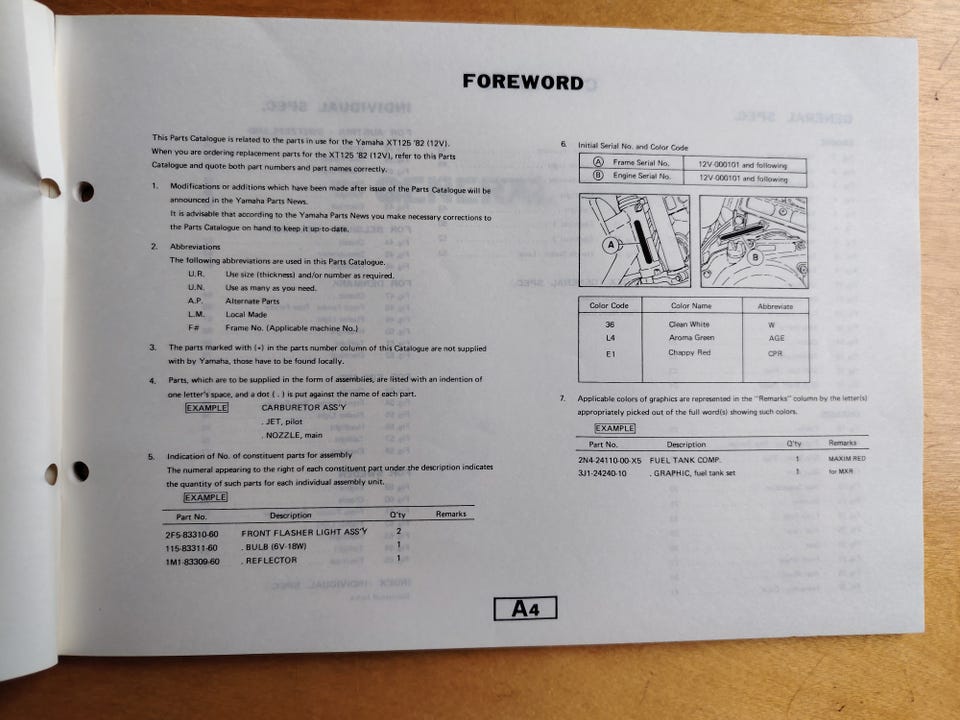 FOREWORD
This Parts Catalogue is related to the parts in use for the Yamaha XT125 '82 (12V).
When you are ordering replacement parts for the XT125 '82 (12V), refer to this Parts
Catalogue and quote both part numbers and part names correctly.
1. Modifications or additions which have been made after issue of the Parts Catalogue will be
announced in the Yamaha Parts News.
It is advisable that according to the Yamaha Parts News you make necessary corrections to
the Parts Catalogue on hand to keep it up-to-date.
2. Abbreviations
The following abbreviations are used in this Parts Catalogue.
U.R. Use size (thickness) and/or number as required.
U.N. Use as many as you need.
A.P. Alternate Parts
L.M. Local Made
F# Frame No. (Applicable machine No.)
3. The parts marked with (*) in the parts number column of this Catalogue are not supplied
with by Yamaha, those have to be found locally.
4. Parts, which are to be supplied in the form of assemblies, are listed with an indention of
one letter's space, and a dot ( . ) is put against the name of each part.
EXAMPLE CARBURETOR ASS'Y
. JET, pilot
. NOZZLE, main
5. Indication of No. of constituent parts for assembly
The numeral appearing to the right of each constituent part under the description indicates
the quantity of such parts for each individual assembly unit.
EXAMPLE
Part No. Description Q'ty Remarks
2F5-83310-60 FRONT FLASHER LIGHT ASS'Y 2
115-83311-60 . BULB (6V-18W) 1
1M1-83309-60 . REFLECTOR 1
6. Initial Serial No. and Color Code
A Frame Serial No. 12V-000101 and following
B Engine Serial No. 12V-000101 and following
A
B
Color Code Color Name Abbreviate
36 Clean White W
L4 Aroma Green AGE
E1 Chappy Red CPR
7. Applicable colors of graphics are represented in the "Remarks" column by the letter(s)
appropriately picked out of the full word(s) showing such colors.
EXAMPLE
Part No. Description Q'ty Remarks
2N4-24110-00-X5 FUEL TANK COMP. 1 MAXIM RED
3J1-24240-10 . GRAPHIC, fuel tank set 1 for MXR
A4